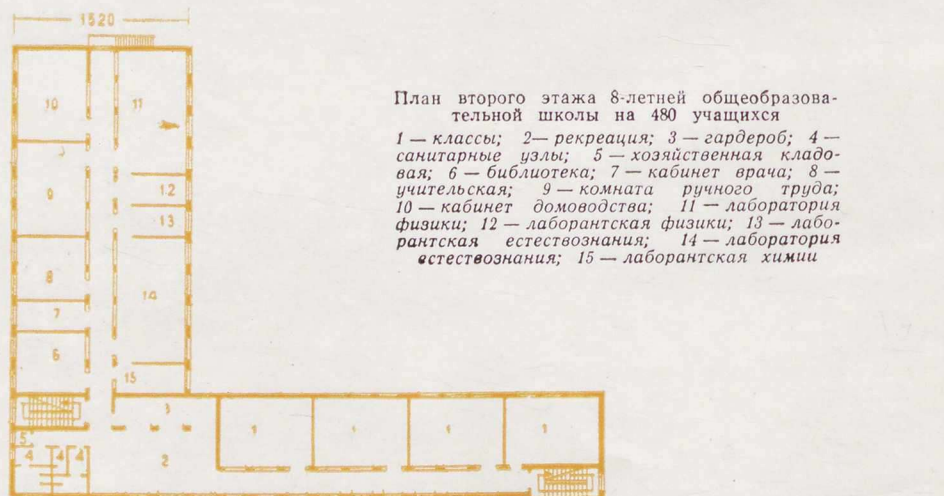 1520
План второго этажа 8-летней общеобразова-
тельной школы на 480 учащихся
1 — классы; 2— рекреация; 3 — гардероб; 4 —
санитарные узлы; 5 — хозяйственная кладо-
вая; 6 — библиотека; 7 — кабинет врача; 8 —
учительская; 9 — комната ручного труда;
10 — кабинет домоводства; 11 — лаборатория
физики; 12 — лаборантская физики; 13 — лабо-
рантская естествознания; 14 — лаборатория
естествознания; 15 — лаборантская химии
10 11
12
9 13
8
14
7
6
15
3
1 1 1 1
5
4 4 4 2